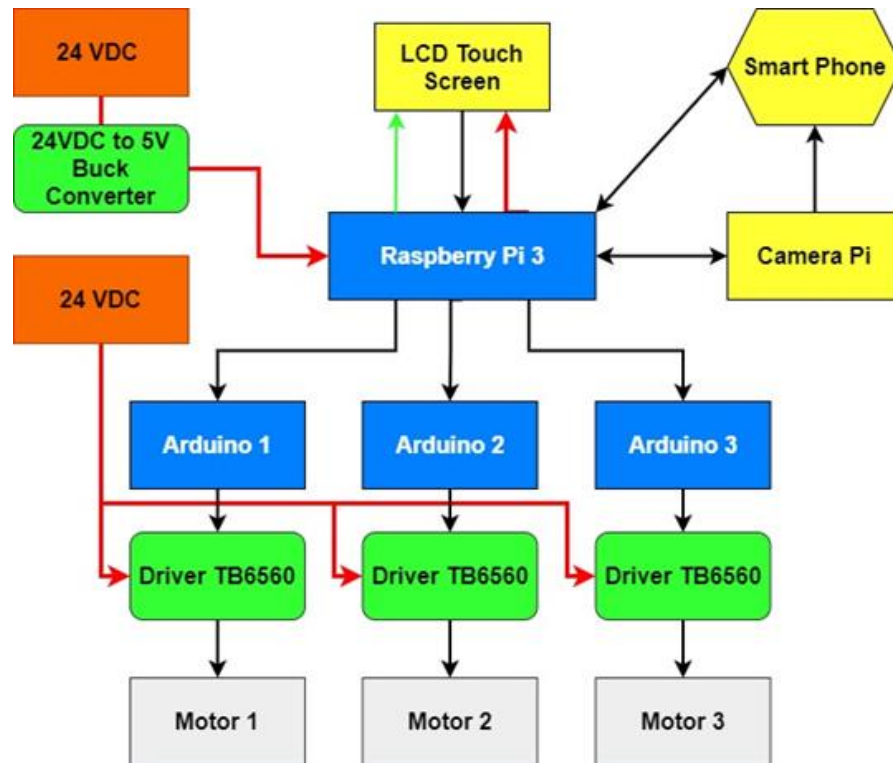 24 VDC
LCD Touch
Screen
Smart Phone
24VDC to 5V
Buck
Converter
Raspberry Pi 3
Camera Pi
24 VDC
Arduino 1
Arduino 2
Arduino 3
Driver TB6560
Driver TB6560
Driver TB6560
Motor 1
Motor 2
Motor 3